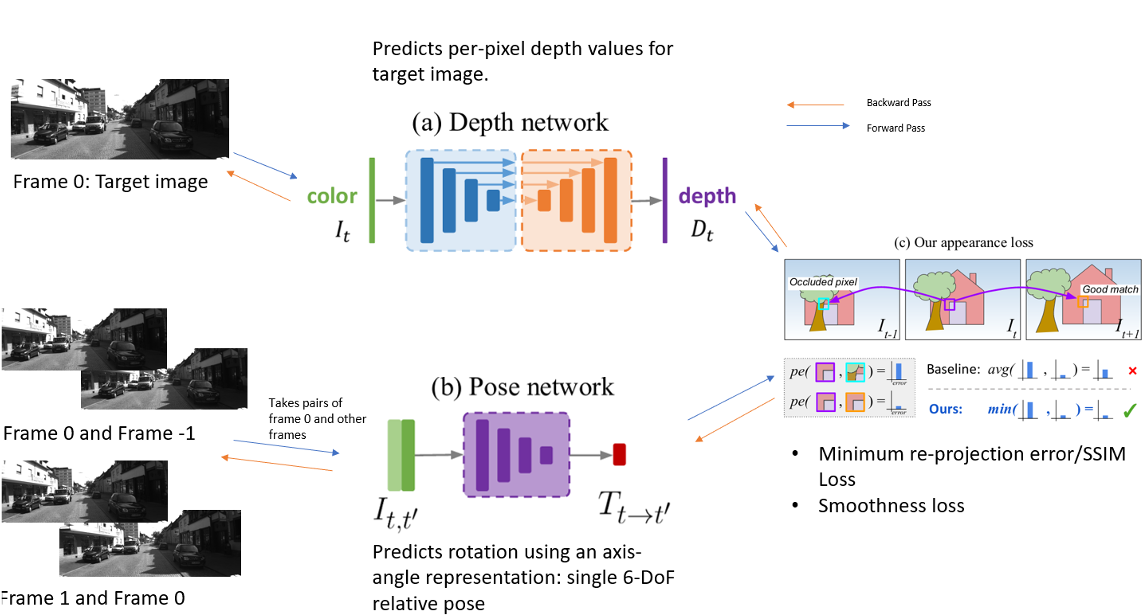 Predicts per-pixel depth values for
target image.
Backward Pass
Forward Pass
(a) Depth network
Frame 0: Target image
color
I_t
depth
D_t
(c) Our appearance loss
Occluded pixel
Good match
I_{t-1}
I_t
I_{t+1}
pe( , ) =
error
pe( , ) =
error
Baseline: avg( , ) = ×
Ours: min( , ) = ✓
(b) Pose network
Takes pairs of
frame 0 and other
frames
Frame 0 and Frame -1
I_{t,t'}
T_{t→t'}
• Minimum re-projection error/SSIM
Loss
• Smoothness loss
Predicts rotation using an axis-
angle representation: single 6-DoF
relative pose
Frame 1 and Frame 0